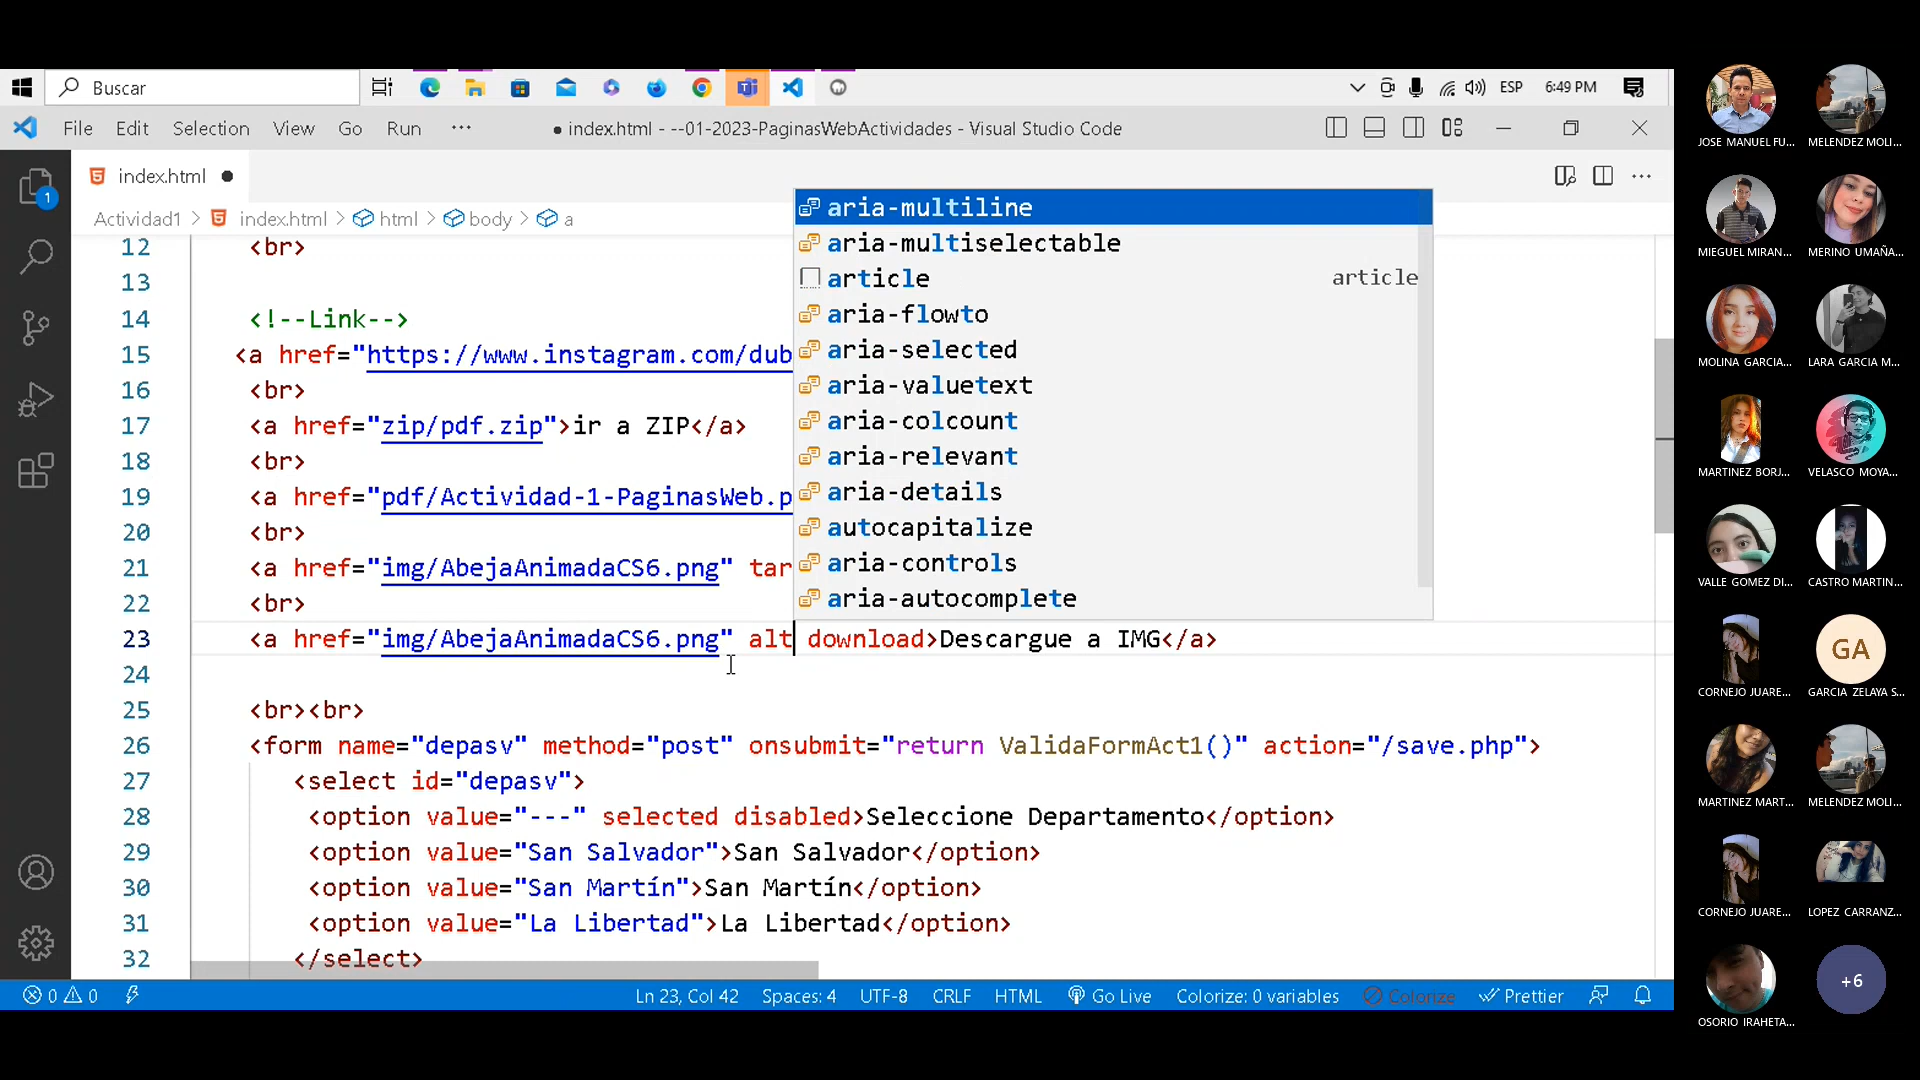 Buscar
ESP
6:49 PM
File Edit Selection View Go Run ···
● index.html - --01-2023-PaginasWebActividades - Visual Studio Code
1
index.html ●
Actividad1 > index.html > html > body > a
12 <br>
13
14 <!--Link-->
15 <a href="https://www.instagram.com/dub
16 <br>
17 <a href="zip/pdf.zip">ir a ZIP</a>
18 <br>
19 <a href="pdf/Actividad-1-PaginasWeb.p
20 <br>
21 <a href="img/AbejaAnimadaCS6.png" tar
22 <br>
23 <a href="img/AbejaAnimadaCS6.png" alt download>Descargue a IMG</a>
24
25 <br><br>
26 <form name="depasv" method="post" onsubmit="return ValidaFormAct1()" action="/save.php">
27 <select id="depasv">
28 <option value="---" selected disabled>Seleccione Departamento</option>
29 <option value="San Salvador">San Salvador</option>
30 <option value="San Martín">San Martín</option>
31 <option value="La Libertad">La Libertad</option>
32 </select>
aria-multiline
aria-multiselectable
article article
aria-flowto
aria-selected
aria-valuetext
aria-colcount
aria-relevant
aria-details
autocapitalize
aria-controls
aria-autocomplete
0 0
Ln 23, Col 42
Spaces: 4
UTF-8
CRLF
HTML
Go Live
Colorize: 0 variables
Colorize
Prettier
JOSE MANUEL FU...
MELENDEZ MOLI...
MIEGUEL MIRAN...
MERINO UMAÑA...
MOLINA GARCIA...
LARA GARCIA M...
MARTINEZ BORJ...
VELASCO MOYA...
VALLE GOMEZ DI...
CASTRO MARTIN...
CORNEJO JUARE...
GA
GARCIA ZELAYA S...
MARTINEZ MART...
MELENDEZ MOLI...
CORNEJO JUARE...
LOPEZ CARRANZ...
OSORIO IRAHETA...
+6